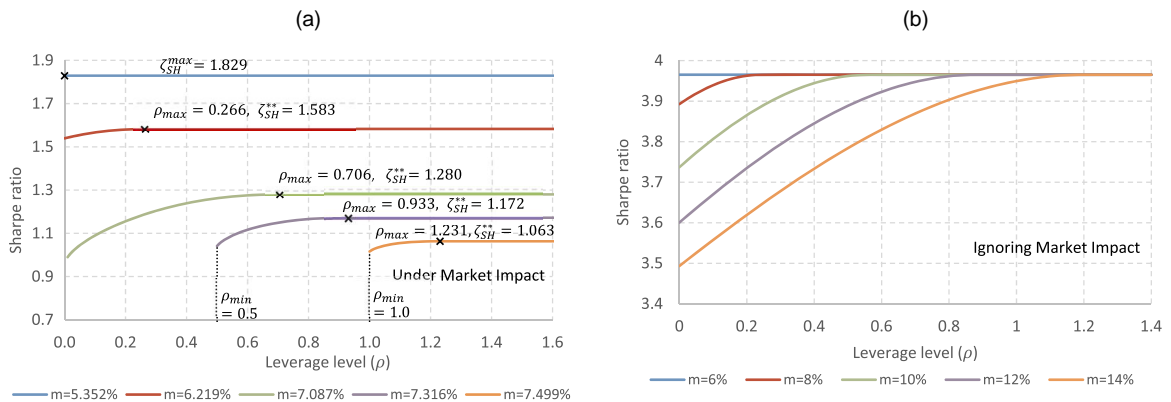 (a)
1.9
1.7
1.5
1.3
1.1
0.9
0.7
Sharpe ratio
ζ_SH^max = 1.829
ρ_max = 0.266, ζ_SH^** = 1.583
ρ_max = 0.706, ζ_SH^** = 1.280
ρ_max = 0.933, ζ_SH^** = 1.172
ρ_max = 1.231, ζ_SH^** = 1.063
Under Market Impact
ρ_min
= 0.5
ρ_min
= 1.0
0.0 0.2 0.4 0.6 0.8 1.0 1.2 1.4 1.6
Leverage level (ρ)
m=5.352% m=6.219% m=7.087% m=7.316% m=7.499%
(b)
4
3.9
3.8
3.7
3.6
3.5
3.4
Sharpe ratio
Ignoring Market Impact
0 0.2 0.4 0.6 0.8 1 1.2 1.4
Leverage level (ρ)
m=6% m=8% m=10% m=12% m=14%